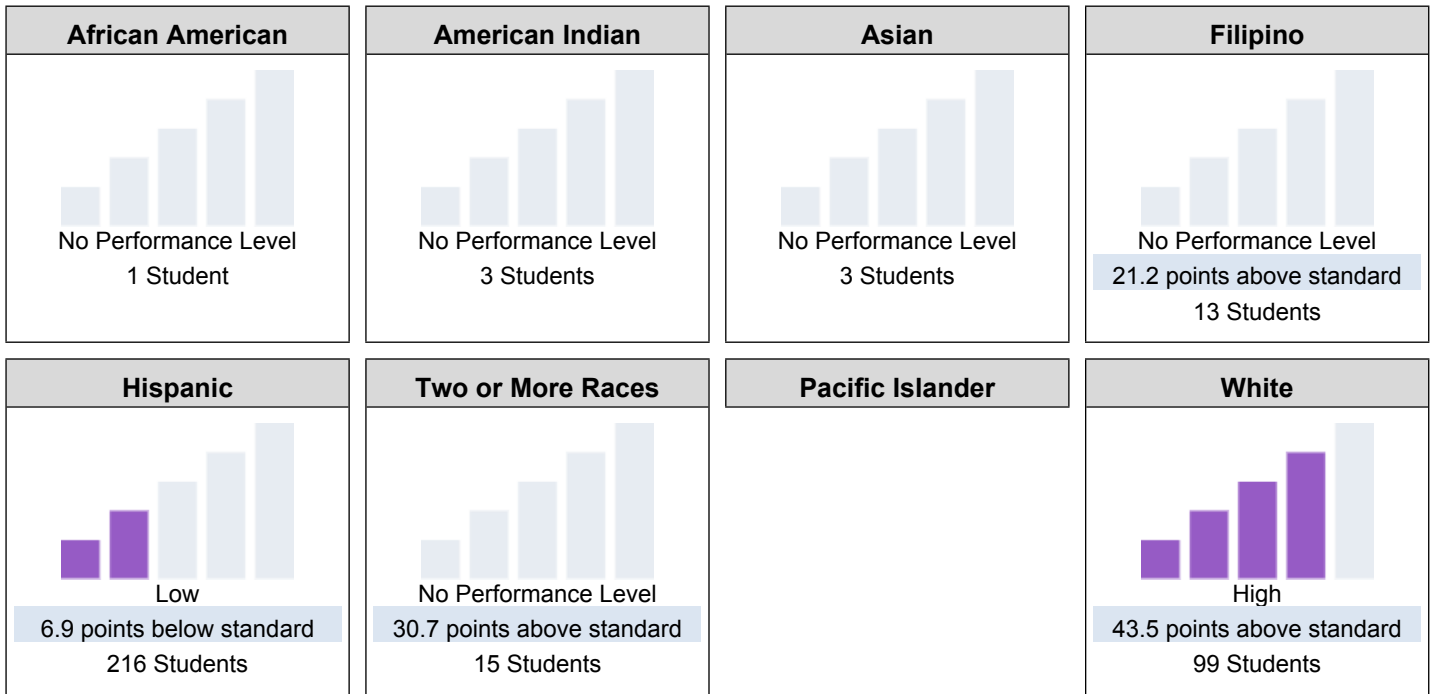 African American
No Performance Level
1 Student
American Indian
No Performance Level
3 Students
Asian
No Performance Level
3 Students
Filipino
No Performance Level
21.2 points above standard
13 Students
Hispanic
Low
6.9 points below standard
216 Students
Two or More Races
No Performance Level
30.7 points above standard
15 Students
Pacific Islander
White
High
43.5 points above standard
99 Students